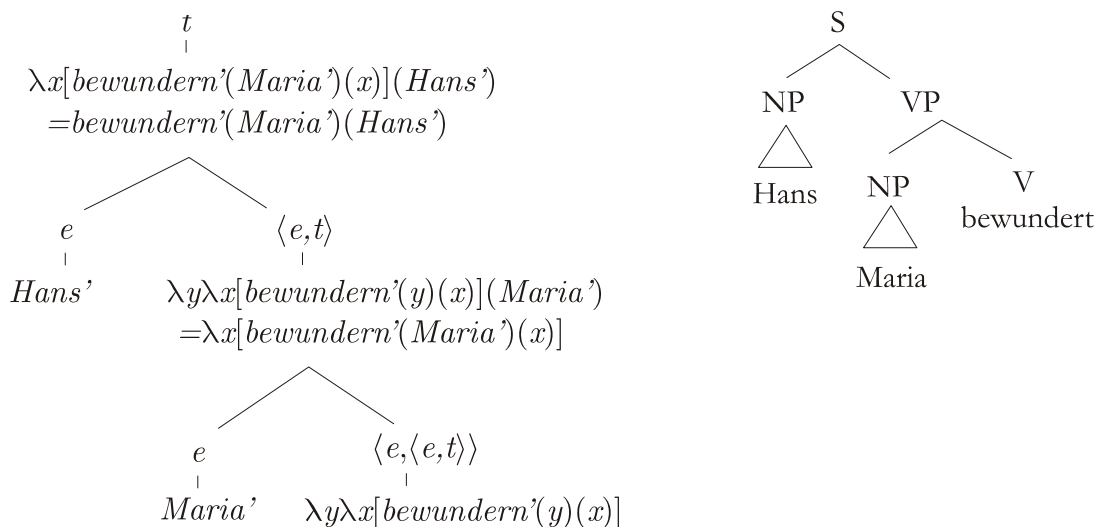 t
λx[bewundern’(Maria’)(x)](Hans’)
=bewundern’(Maria’)(Hans’)
e ⟨e,t⟩
Hans’ λyλx[bewundern’(y)(x)](Maria’)
=λx[bewundern’(Maria’)(x)]
e ⟨e,⟨e,t⟩⟩
Maria’ λyλx[bewundern’(y)(x)]
S
NP VP
Hans NP V
bewundert
Maria